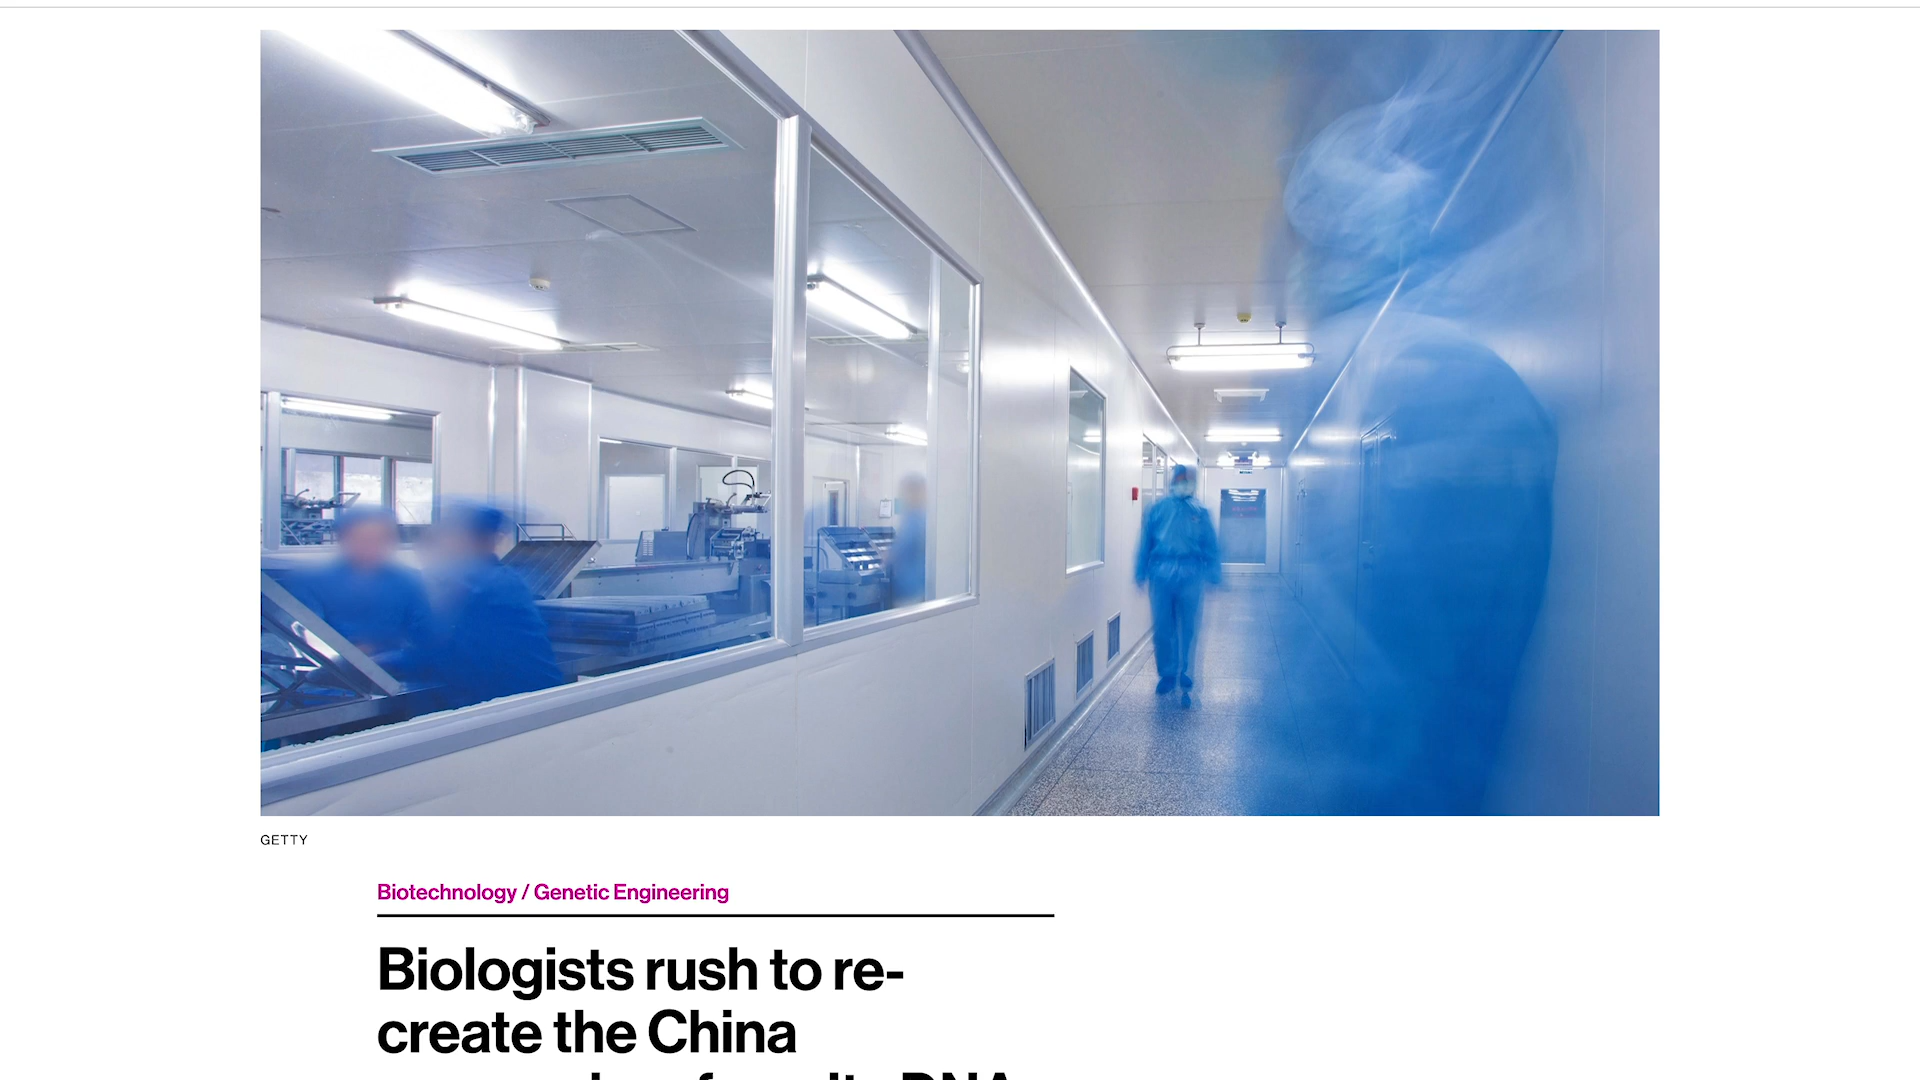 GETTY
Biotechnology / Genetic Engineering
Biologists rush to re-
create the China